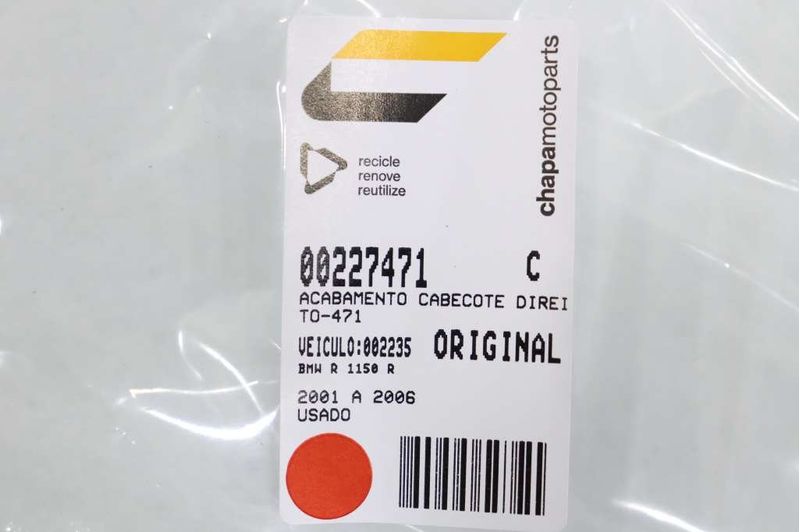 chapamotoparts
recicle
renove
reutilize
00227471 C
ACABAMENTO CABECOTE DIREI
TO-471
VEICULO:002235 ORIGINAL
BMW R 1150 R
2001 A 2006
USADO